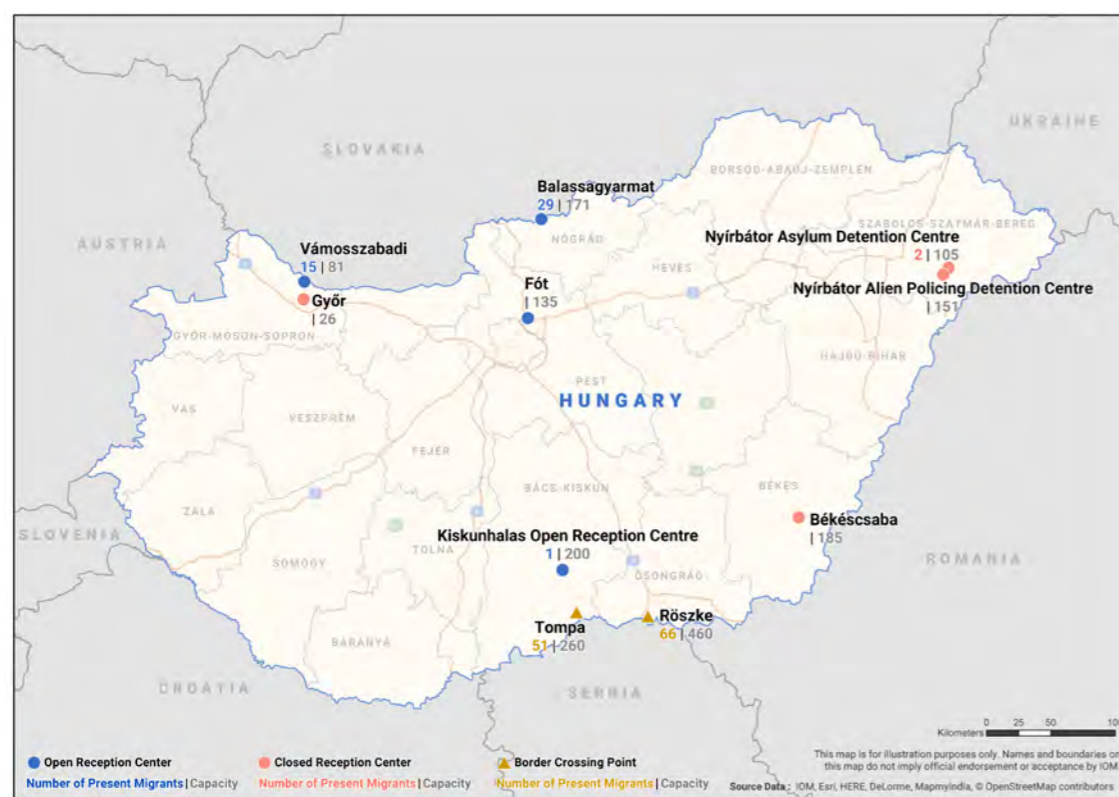 SLOVAKIA
UKRAINE
BORSOD-ABAÚJ-ZEMPLÉN
Balassagyarmat
29 | 171
SZABOLCS-SZATMÁR-BEREG
AUSTRIA
NÓGRÁD
Nyírbátor Asylum Detention Centre
2 | 105
Vámosszabadi
15 | 81
HEVES
Fót
| 135
Nyírbátor Alien Policing Detention Centre
| 151
Győr
| 26
GYŐR-MOSON-SOPRON
HAJDÚ-BIHAR
PEST
HUNGARY
VAS
VESZPRÉM
FEJÉR
BÁCS-KISKUN
BÉKÉS
ZALA
Békéscsaba
| 185
SLOVENIA
Kiskunhalas Open Reception Centre
1 | 200
TOLNA
SOMOGY
ROMANIA
CSONGRÁD
Tompa
51 | 260
Röszke
66 | 460
BARANYA
CROATIA
SERBIA
0 25 50 100
Kilometers
Open Reception Center
Number of Present Migrants | Capacity
Closed Reception Center
Number of Present Migrants | Capacity
Border Crossing Point
Number of Present Migrants | Capacity
This map is for illustration purposes only. Names and boundaries on
this map do not imply official endorsement or acceptance by IOM.
Source Data : IOM, Esri, HERE, DeLorme, MapmyIndia, © OpenStreetMap contributors